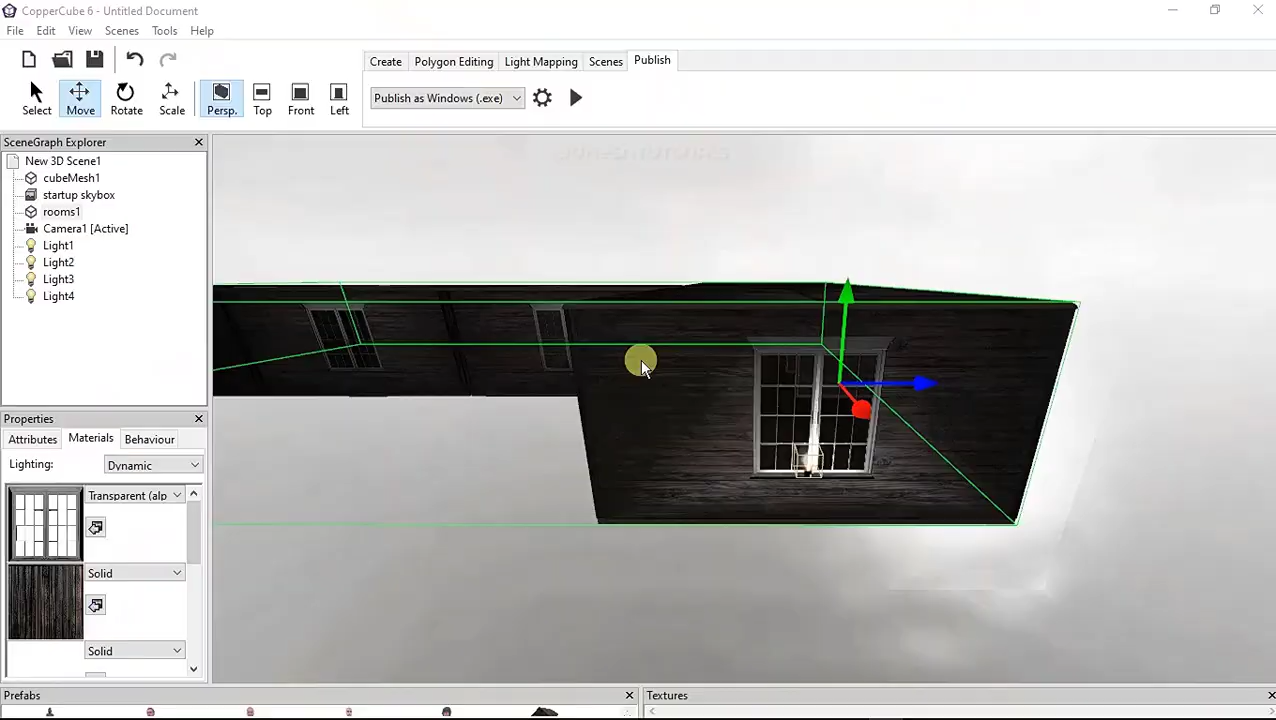 CopperCube 6 - Untitled Document
File Edit View Scenes Tools Help
Create Polygon Editing Light Mapping Scenes Publish
Select Move Rotate Scale Persp. Top Front Left
Publish as Windows (.exe)
SceneGraph Explorer
New 3D Scene1
cubeMesh1
startup skybox
rooms1
Camera1 [Active]
Light1
Light2
Light3
Light4
Properties
Attributes Materials Behaviour
Lighting: Dynamic
Transparent (alp
Solid
Solid
Prefabs
Textures